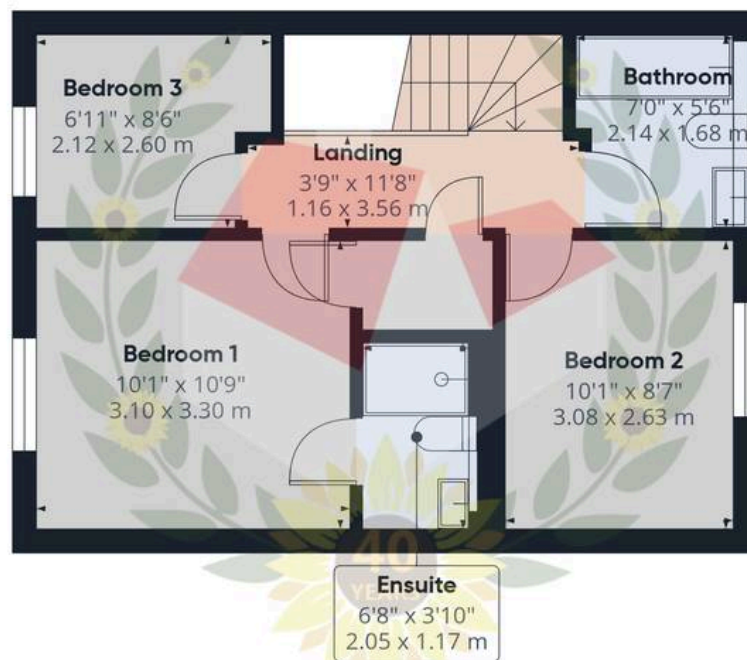 Bedroom 3
6'11" x 8'6"
2.12 x 2.60 m
Landing
3'9" x 11'8"
1.16 x 3.56 m
Bathroom
7'0" x 5'6"
2.14 x 1.68 m
Bedroom 1
10'1" x 10'9"
3.10 x 3.30 m
Bedroom 2
10'1" x 8'7"
3.08 x 2.63 m
40
YEARS
Ensuite
6'8" x 3'10"
2.05 x 1.17 m